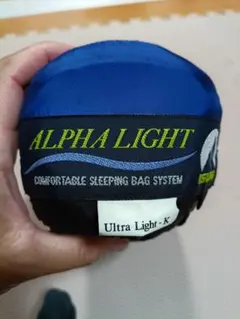 ALPHA LIGHT
COMFORTABLE SLEEPING BAG SYSTEM
Ultra Light-K